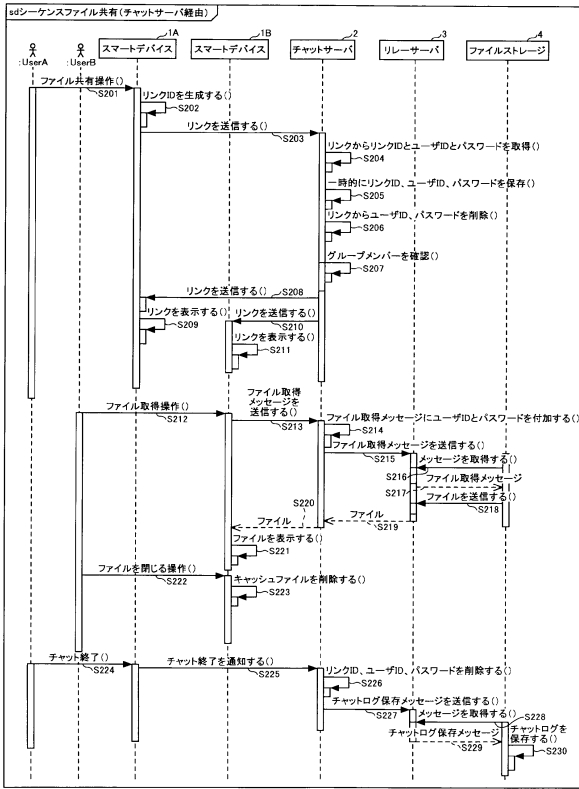 sdシーケンスファイル共有(チャットサーバ経由)
1A
1B
2
3
4
:UserA
:UserB
スマートデバイス
スマートデバイス
チャットサーバ
リレーサーバ
ファイルストレージ
ファイル共有操作()
S201
リンクIDを生成する()
S202
リンクを送信する()
S203
リンクからリンクIDとユーザIDとパスワードを取得()
S204
一時的にリンクID、ユーザID、パスワードを保存()
S205
リンクからユーザID、パスワードを削除()
S206
グループメンバーを確認()
S207
リンクを送信する()
S208
リンクを表示する()
S209
リンクを送信する()
S210
リンクを表示する()
S211
ファイル取得操作()
S212
ファイル取得
メッセージを
送信する()
S213
ファイル取得メッセージにユーザIDとパスワードを付加する()
S214
ファイル取得メッセージを送信する()
S215
メッセージを取得する()
S216
ファイル取得メッセージ
S217
ファイルを送信する()
S218
ファイル
S219
ファイル
S220
ファイルを表示する()
S221
ファイルを閉じる操作()
S222
キャッシュファイルを削除する()
S223
チャット終了()
S224
チャット終了を通知する()
S225
リンクID、ユーザID、パスワードを削除する()
S226
チャットログ保存メッセージを送信する()
S227
メッセージを取得する()
S228
チャットログ保存メッセージ
S229
チャットログを
保存する()
S230